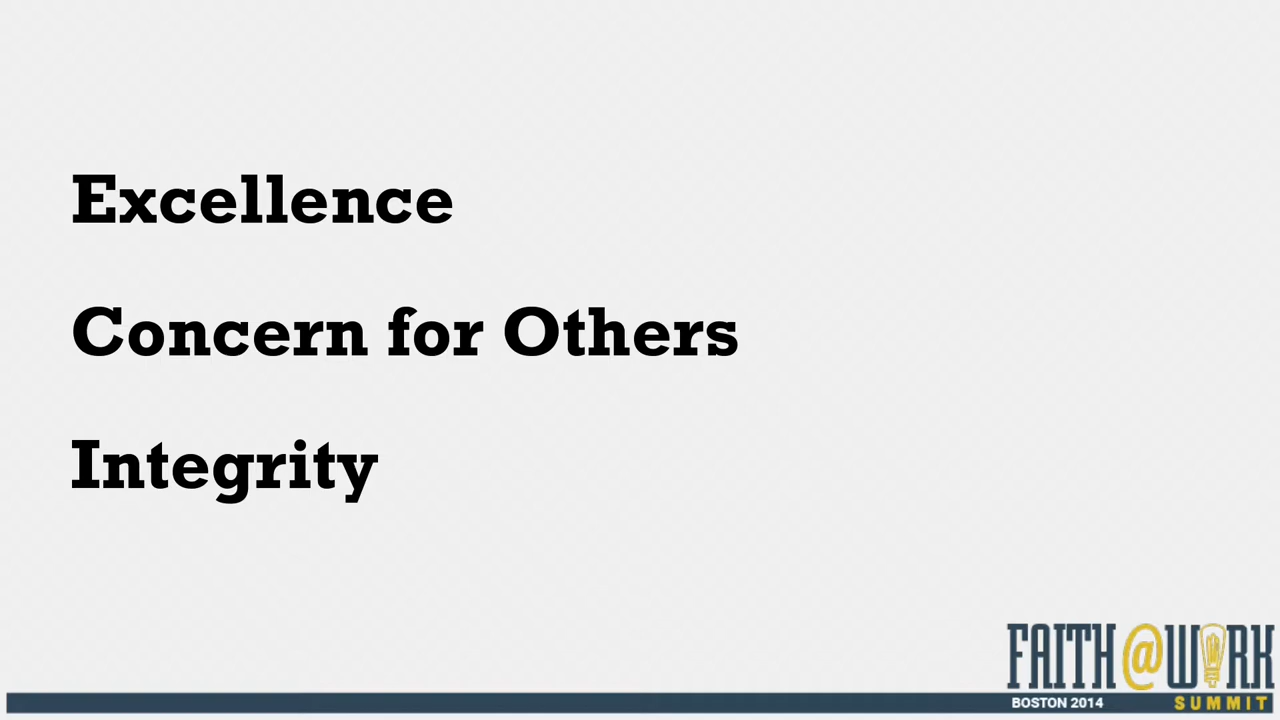 Excellence
Concern for Others
Integrity
FAITH@WORK
BOSTON 2014
SUMMIT